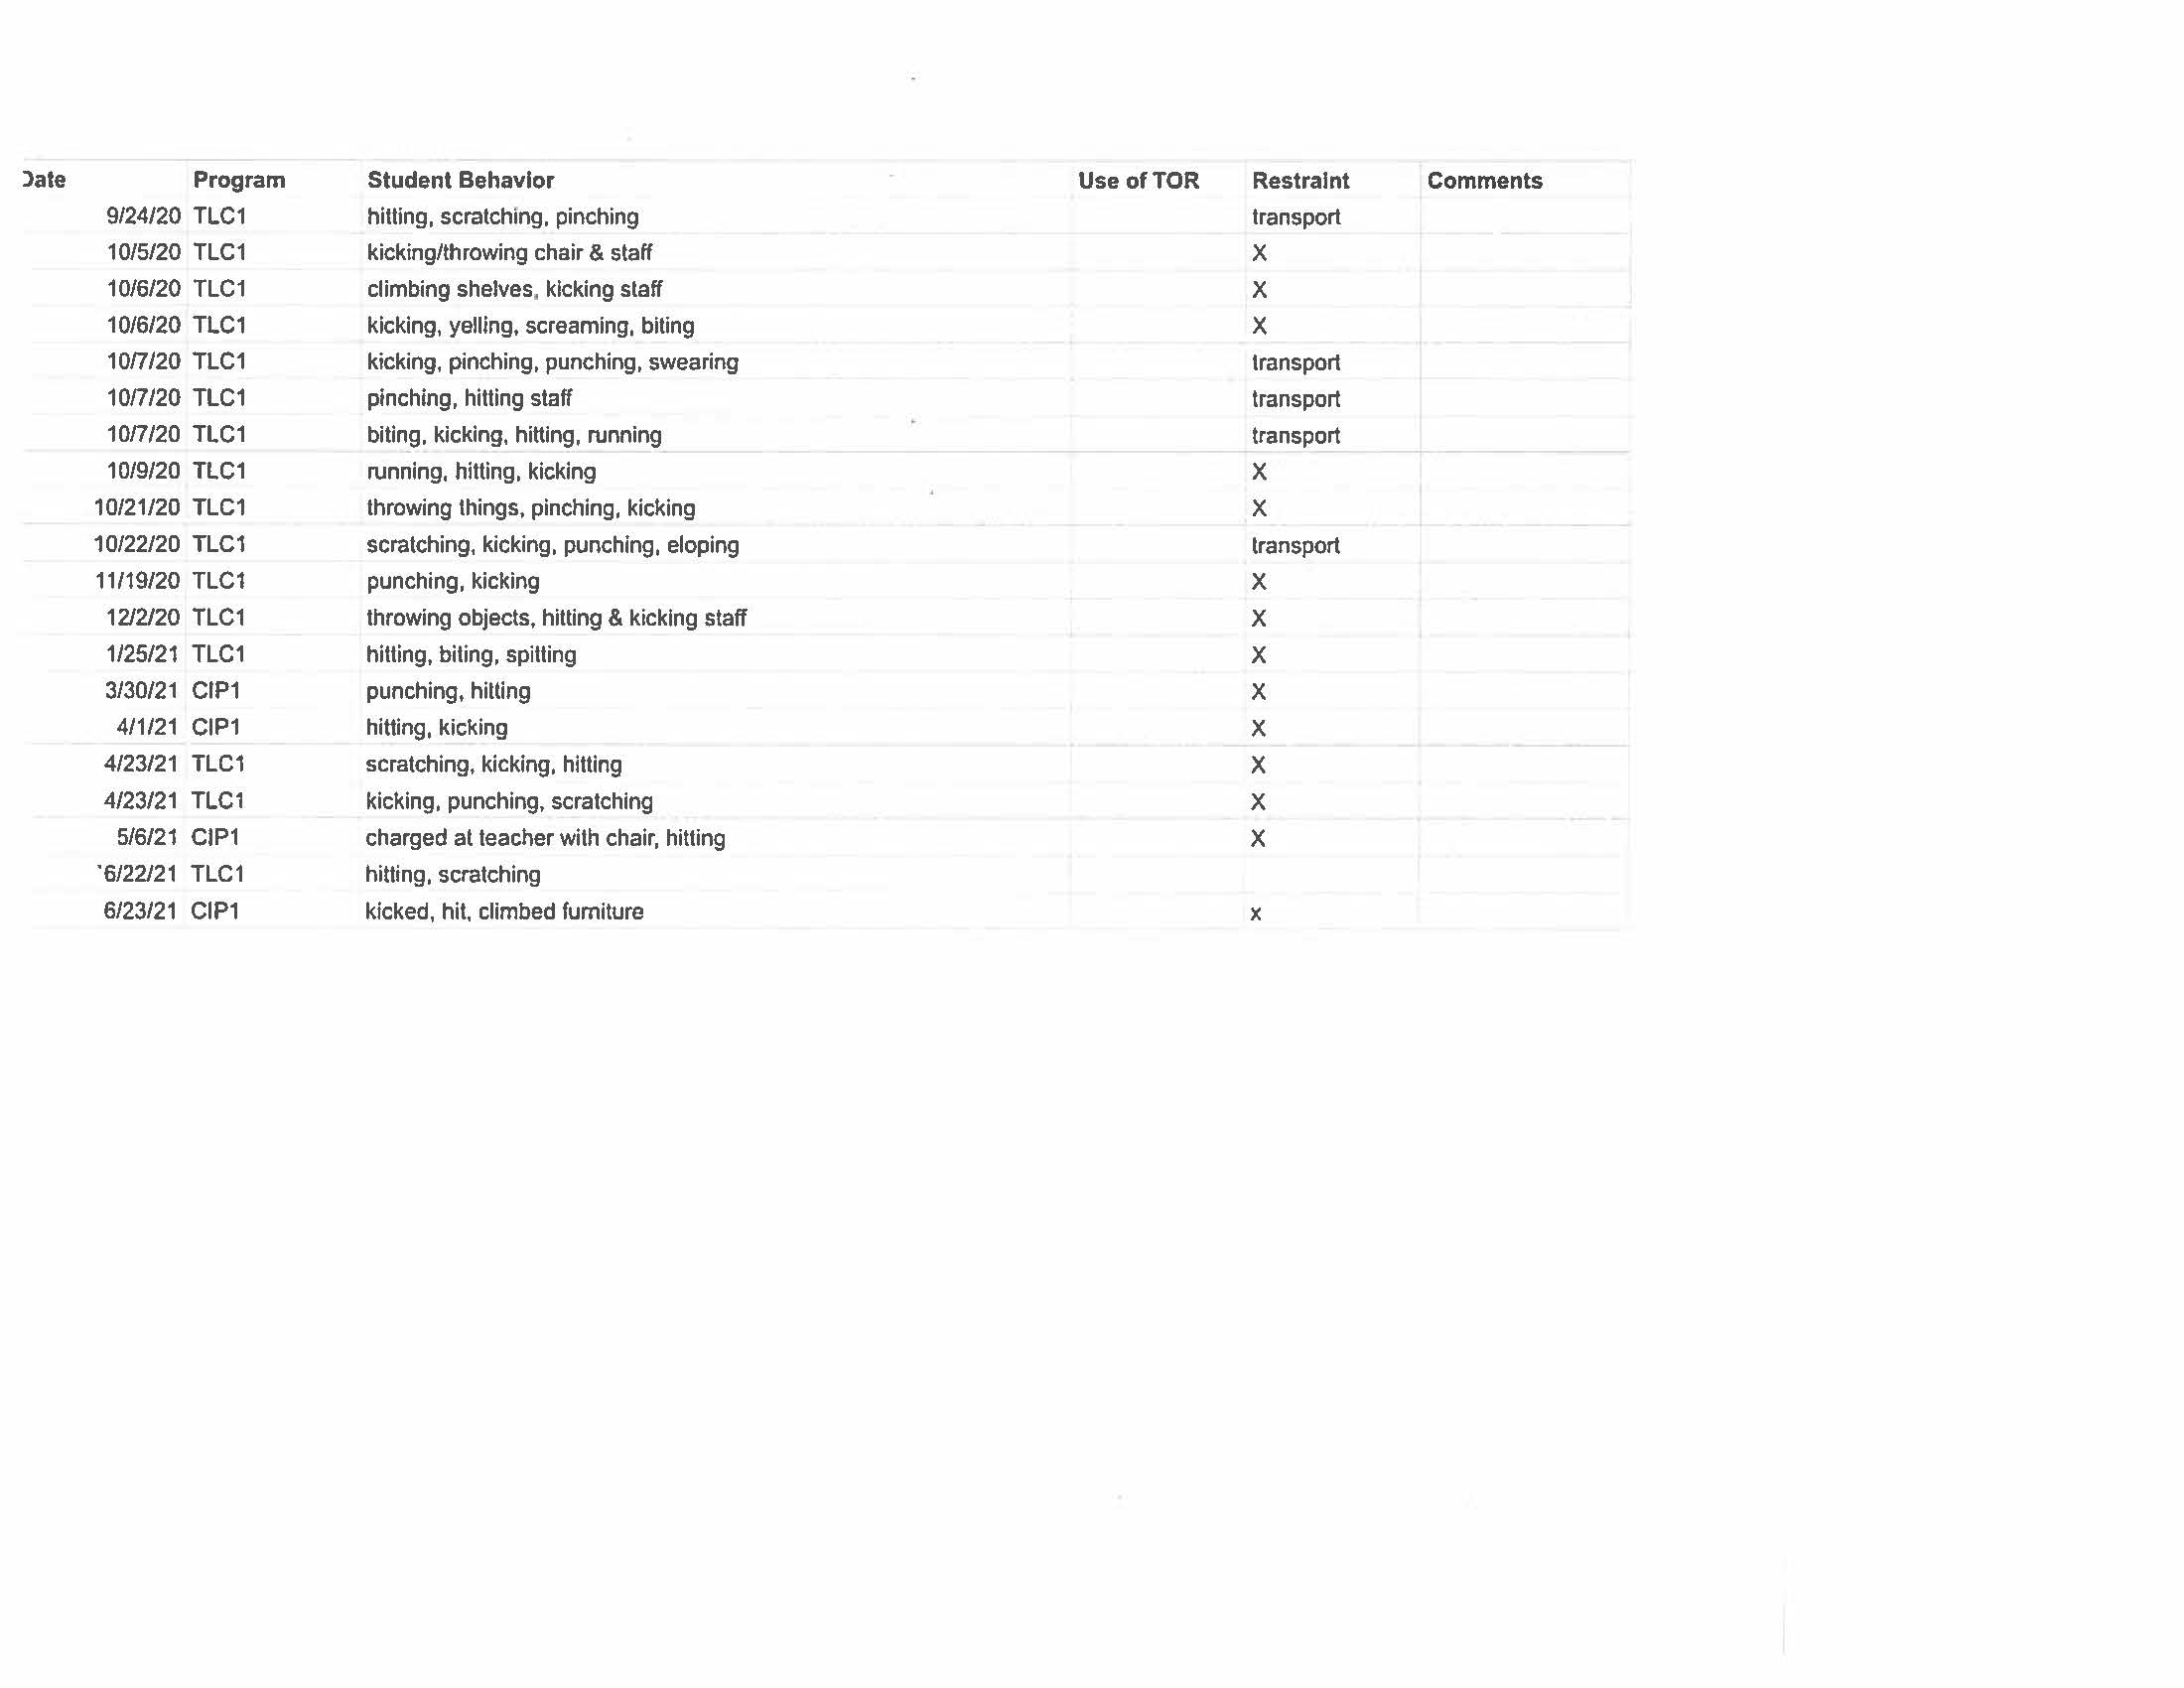 Date Program Student Behavior Use of TOR Restraint Comments
9/24/20 TLC1 hitting, scratching, pinching transport
10/5/20 TLC1 kicking/throwing chair & staff X
10/6/20 TLC1 climbing shelves, kicking staff X
10/6/20 TLC1 kicking, yelling, screaming, biting X
10/7/20 TLC1 kicking, pinching, punching, swearing transport
10/7/20 TLC1 pinching, hitting staff transport
10/7/20 TLC1 biting, kicking, hitting, running transport
10/9/20 TLC1 running, hitting, kicking X
10/21/20 TLC1 throwing things, pinching, kicking X
10/22/20 TLC1 scratching, kicking, punching, eloping transport
11/19/20 TLC1 punching, kicking X
12/2/20 TLC1 throwing objects, hitting & kicking staff X
1/25/21 TLC1 hitting, biting, spitting X
3/30/21 CIP1 punching, hitting X
4/1/21 CIP1 hitting, kicking X
4/23/21 TLC1 scratching, kicking, hitting X
4/23/21 TLC1 kicking, punching, scratching X
5/6/21 CIP1 charged at teacher with chair, hitting X
`6/22/21 TLC1 hitting, scratching
6/23/21 CIP1 kicked, hit, climbed furniture x